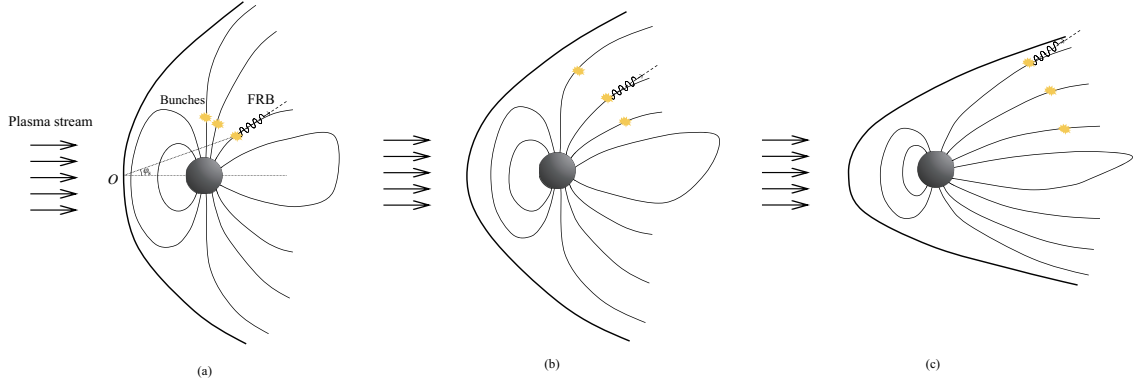 Bunches
FRB
Plasma stream
O
θ
(a)
(b)
(c)